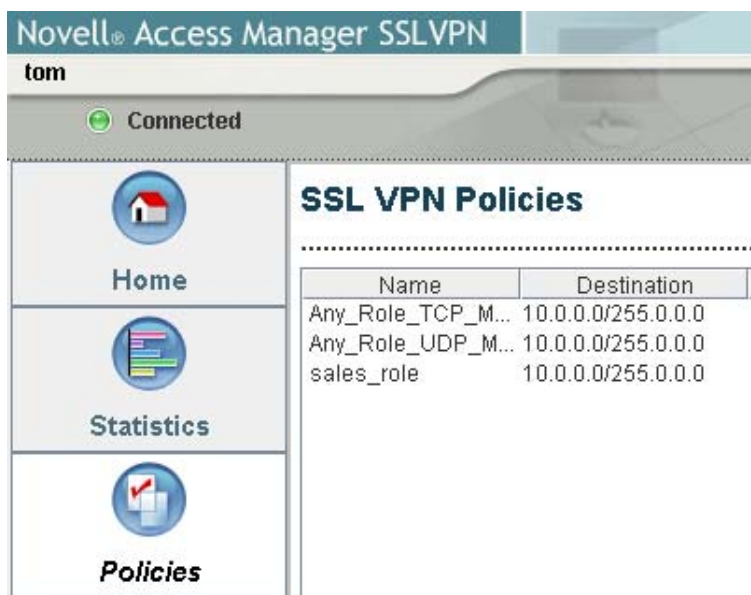 Novell® Access Manager SSLVPN
tom
Connected
Home
Statistics
Policies
SSL VPN Policies
Name Destination
Any_Role_TCP_M... 10.0.0.0/255.0.0.0
Any_Role_UDP_M... 10.0.0.0/255.0.0.0
sales_role 10.0.0.0/255.0.0.0